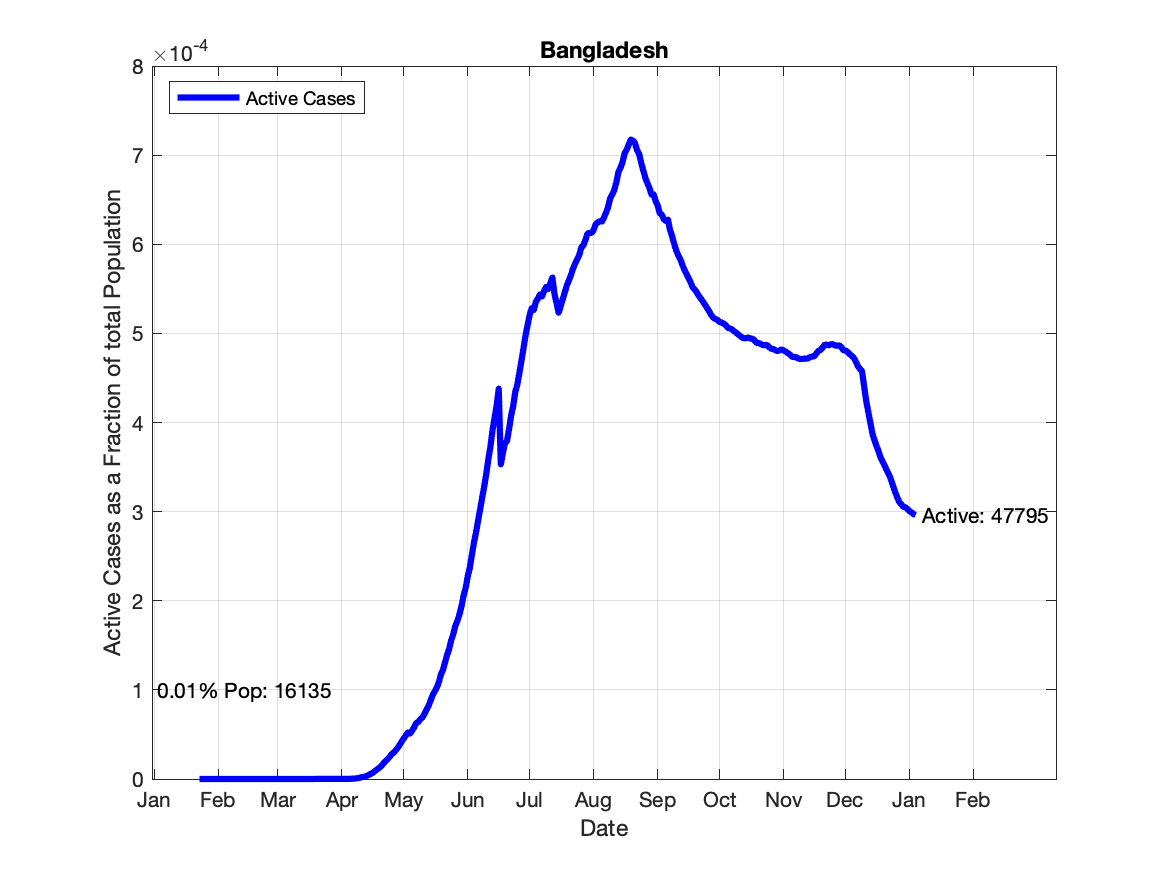 Bangladesh
×10-4
Active Cases
8
7
6
5
4
3
2
1
0
Active Cases as a Fraction of total Population
0.01% Pop: 16135
Active: 47795
Jan Feb Mar Apr May Jun Jul Aug Sep Oct Nov Dec Jan Feb
Date